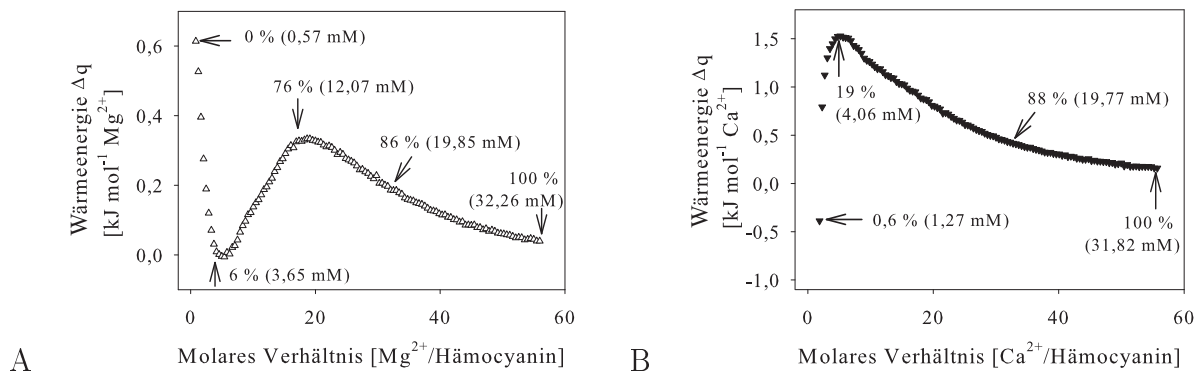 0,6
0,4
0,2
0,0
Wärmeenergie Δq
[kJ mol⁻¹ Mg²⁺]
0 % (0,57 mM)
76 % (12,07 mM)
86 % (19,85 mM)
100 %
(32,26 mM)
6 % (3,65 mM)
0
20
40
60
Molares Verhältnis [Mg²⁺/Hämocyanin]
A
1,5
1,0
0,5
0,0
-0,5
-1,0
Wärmeenergie Δq
[kJ mol⁻¹ Ca²⁺]
19 %
(4,06 mM)
88 % (19,77 mM)
0,6 % (1,27 mM)
100 %
(31,82 mM)
0
20
40
60
Molares Verhältnis [Ca²⁺/Hämocyanin]
B